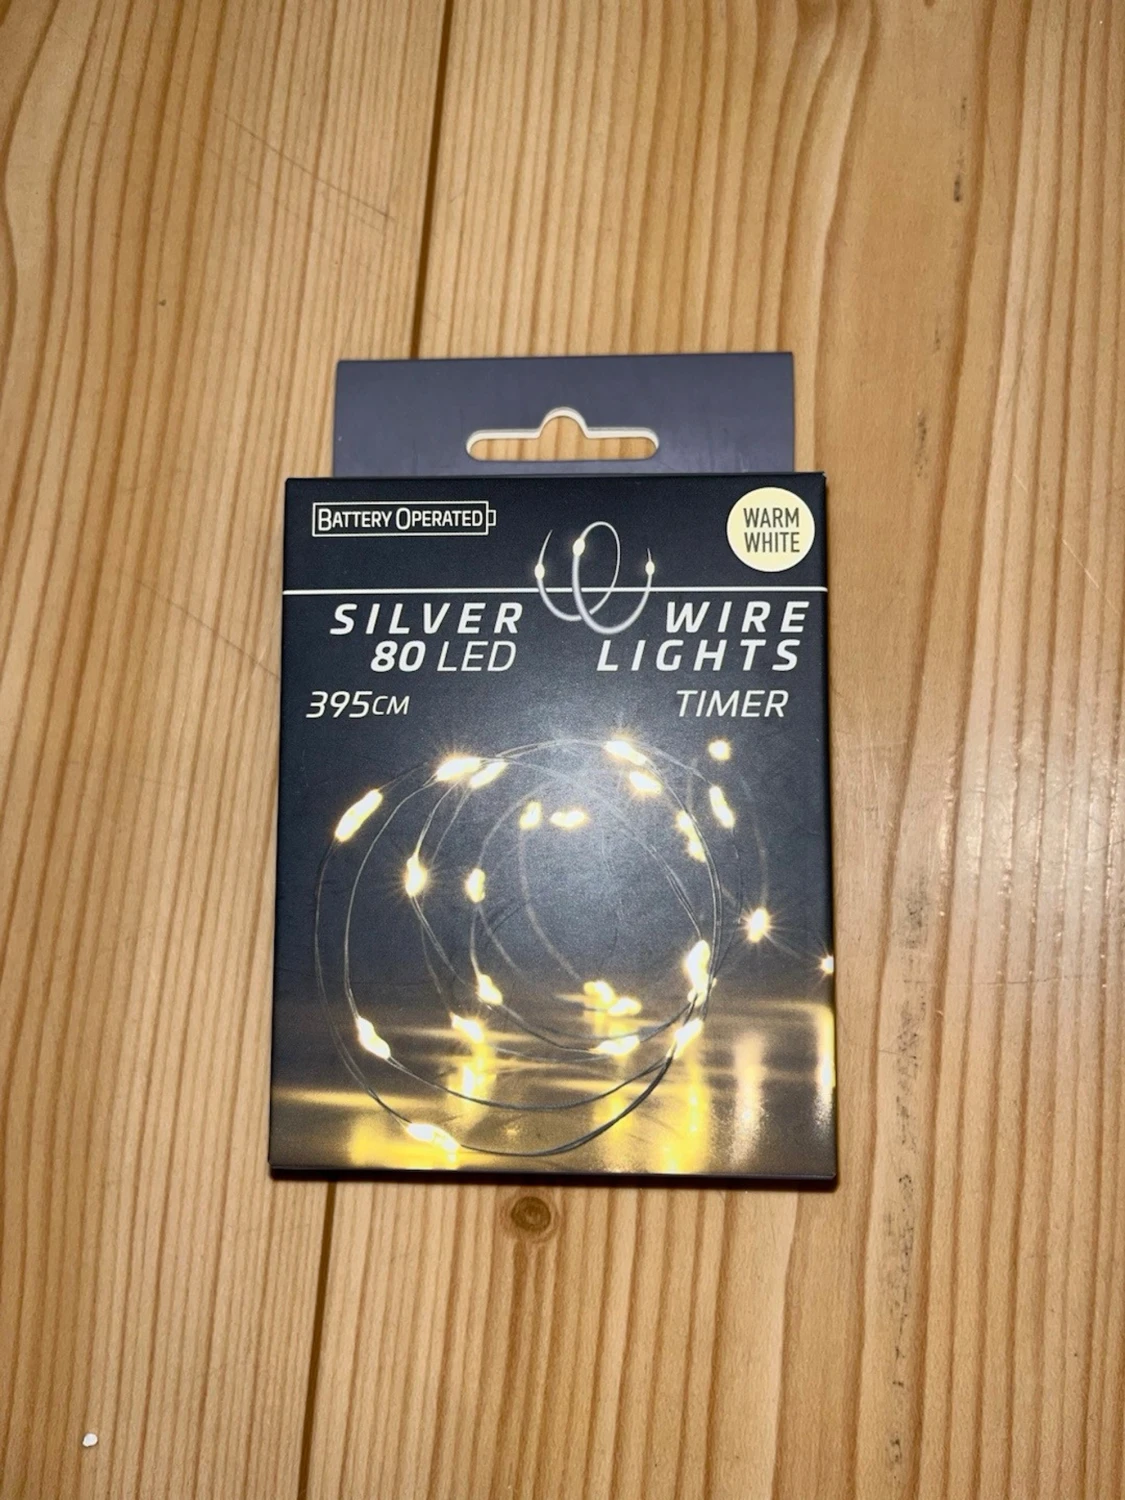 BATTERY OPERATED
WARM
WHITE
SILVER WIRE
80 LED LIGHTS
395CM TIMER